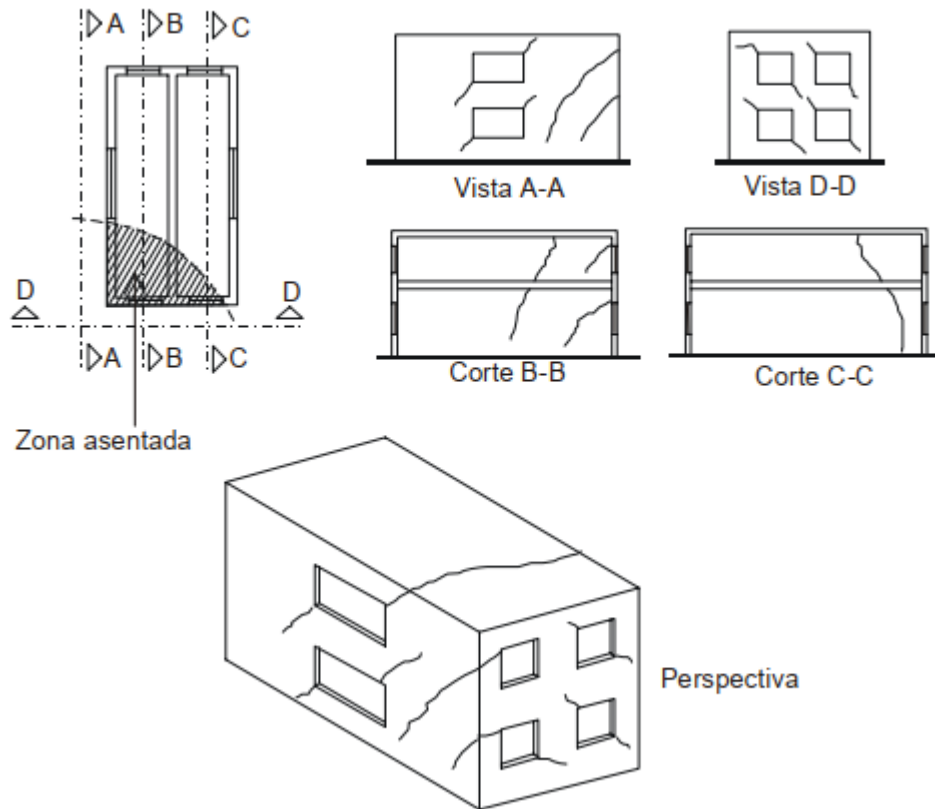 A B C
Vista A-A
Vista D-D
D D
A B C
Corte B-B
Corte C-C
Zona asentada
Perspectiva